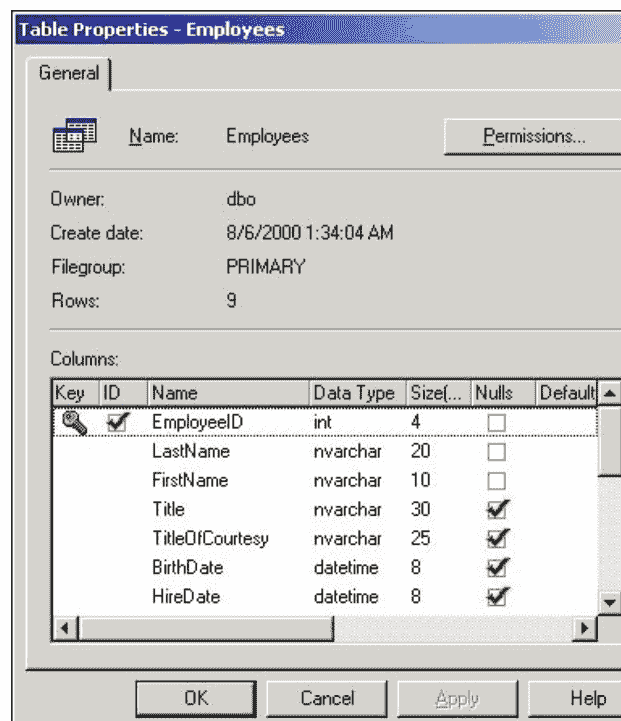 Table Properties - Employees
General
Name: Employees Permissions...
Owner: dbo
Create date: 8/6/2000 1:34:04 AM
Filegroup: PRIMARY
Rows: 9
Columns:
Key ID Name Data Type Size(... Nulls Default
EmployeeID int 4
LastName nvarchar 20
FirstName nvarchar 10
Title nvarchar 30
TitleOfCourtesy nvarchar 25
BirthDate datetime 8
HireDate datetime 8
OK Cancel Apply Help